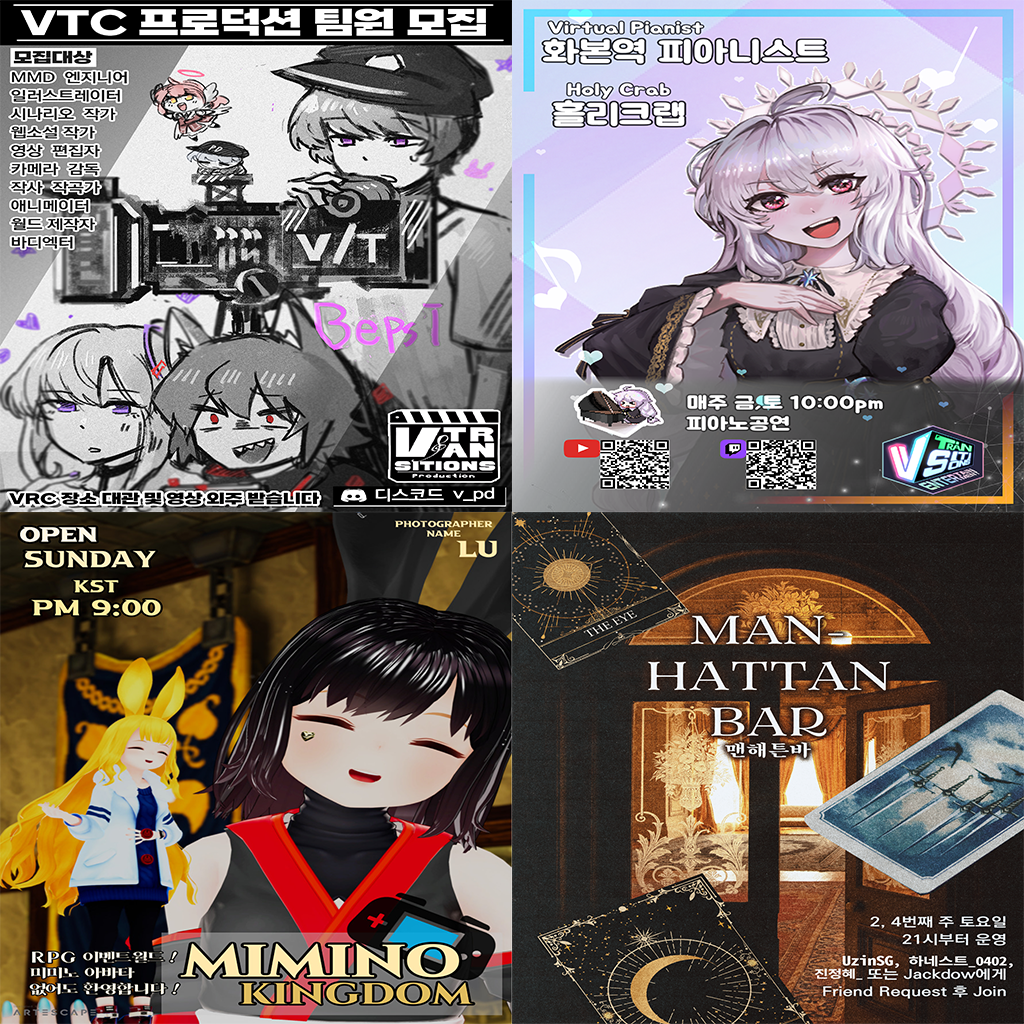 VTC 프로덕션 팀원 모집
모집대상
MMD 엔지니어
일러스트레이터
시나리오 작가
웹소설 작가
영상 편집자
카메라 감독
작사 작곡가
애니메이터
월드 제작자
바디엑터
PD
V/T
BepsI
V&TRANSITIONS
Production
VRC 장소 대관 및 영상 외주 받습니다
디스코드 v_pd
Virtual Pianist
화본역 피아니스트
Holy Crab
홀리크랩
매주 금,토 10:00pm
피아노공연
V TRANSITIONS
ENTERTAIN
OPEN
SUNDAY
KST
PM 9:00
PHOTOGRAPHER
NAME
LU
RPG 이벤트월드!
미미노 아바타
없어도 환영합니다!
MIMINO
KINGDOM
ARTESCAPE
THE EYE
MAN-
HATTAN
BAR
맨해튼바
2, 4번째 주 토요일
21시부터 운영
UzinSG, 하네스트_0402,
진정혜_ 또는 Jackdow에게
Friend Request 후 Join